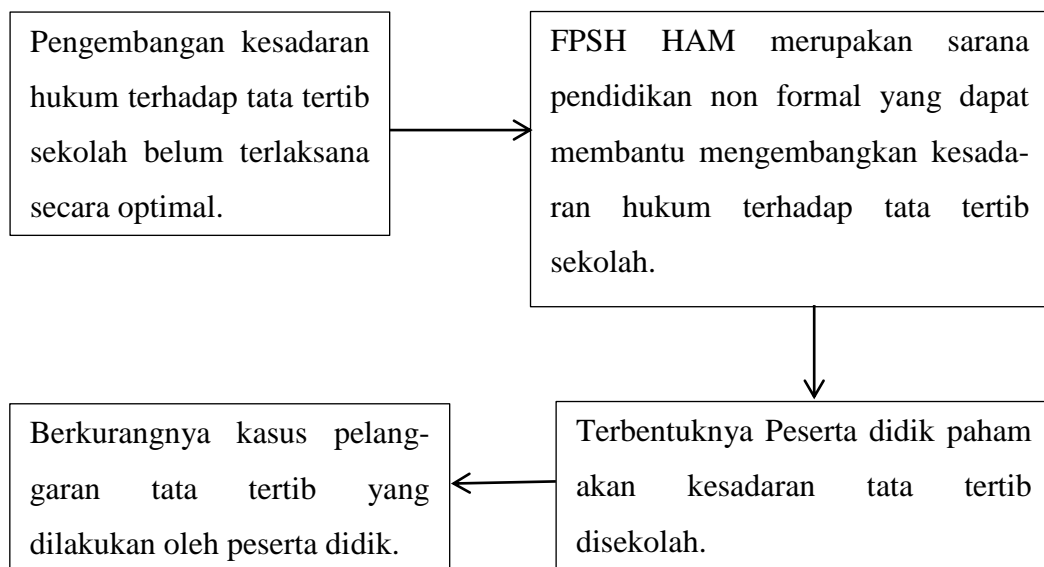 Pengembangan kesadaran
hukum terhadap tata tertib
sekolah belum terlaksana
secara optimal.
FPSH HAM merupakan sarana
pendidikan non formal yang dapat
membantu mengembangkan kesada-
ran hukum terhadap tata tertib
sekolah.
Terbentuknya Peserta didik paham
akan kesadaran tata tertib
disekolah.
Berkurangnya kasus pelang-
garan tata tertib yang
dilakukan oleh peserta didik.